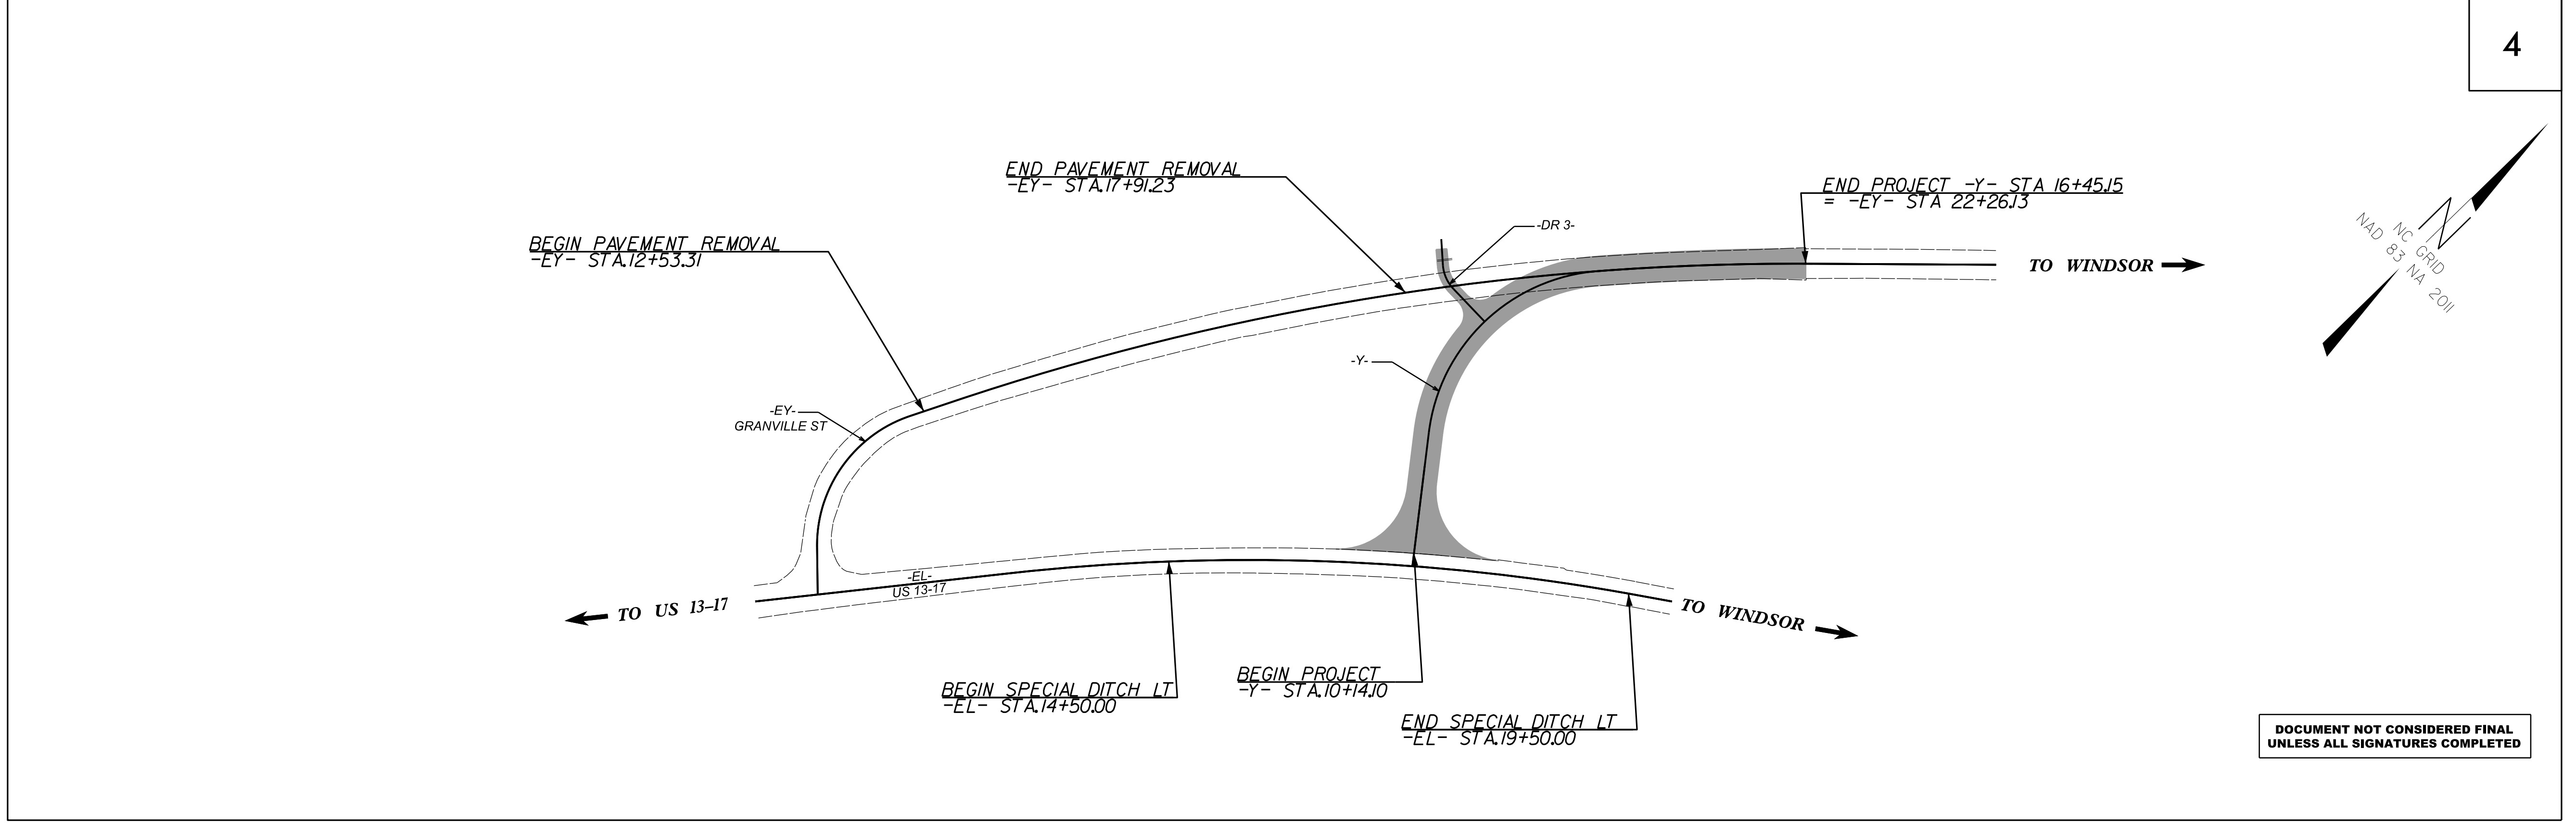 4
END PAVEMENT REMOVAL
-EY- STA.17+91.23
END PROJECT -Y- STA 16+45.15
= -EY- STA 22+26.13
-DR 3-
BEGIN PAVEMENT REMOVAL
-EY- STA.12+53.31
TO WINDSOR
NC GRID
NAD 83 NA 2011
-Y-
-EY-
GRANVILLE ST
-EL-
US 13-17
TO US 13-17
TO WINDSOR
BEGIN SPECIAL DITCH LT
-EL- STA.14+50.00
BEGIN PROJECT
-Y- STA.10+14.10
END SPECIAL DITCH LT
-EL- STA.19+50.00
DOCUMENT NOT CONSIDERED FINAL
UNLESS ALL SIGNATURES COMPLETED